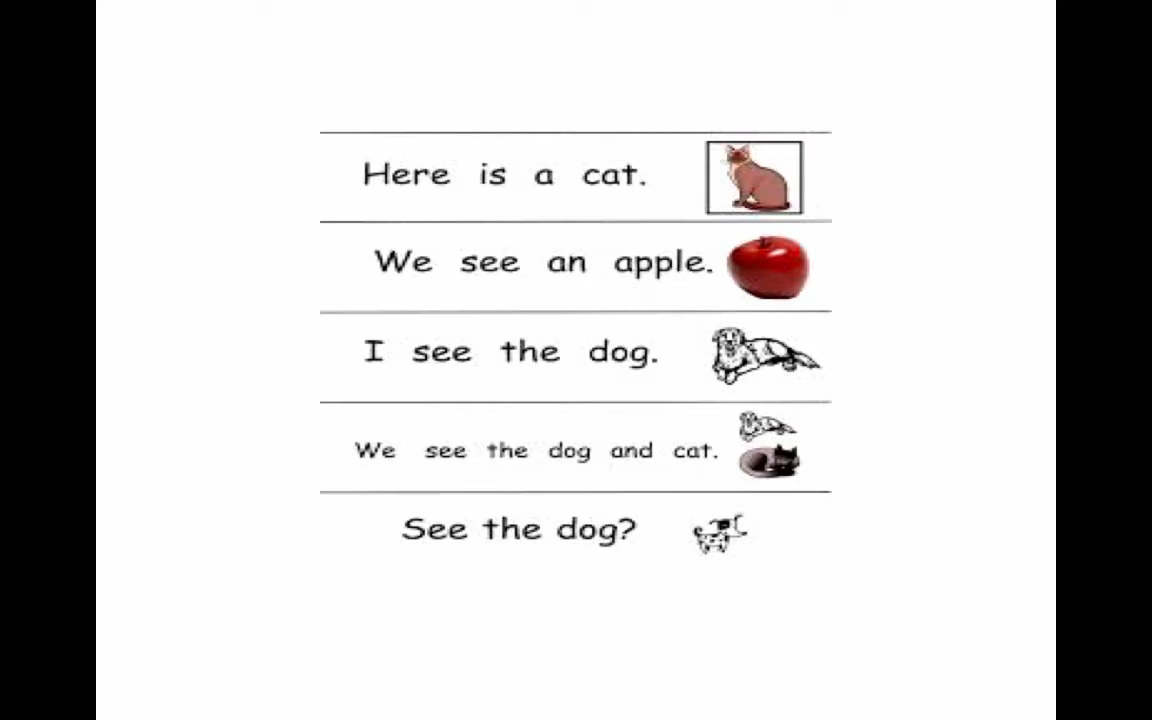 Here is a cat.
We see an apple.
I see the dog.
We see the dog and cat.
See the dog?